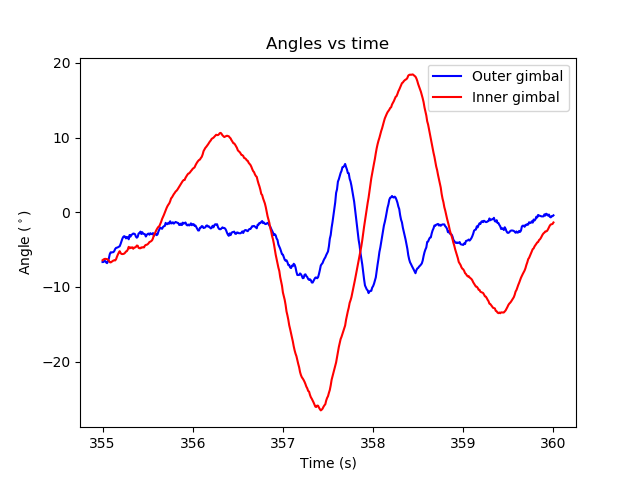 Angles vs time
Outer gimbal
Inner gimbal
Angle (°)
20
10
0
−10
−20
355 356 357 358 359 360
Time (s)